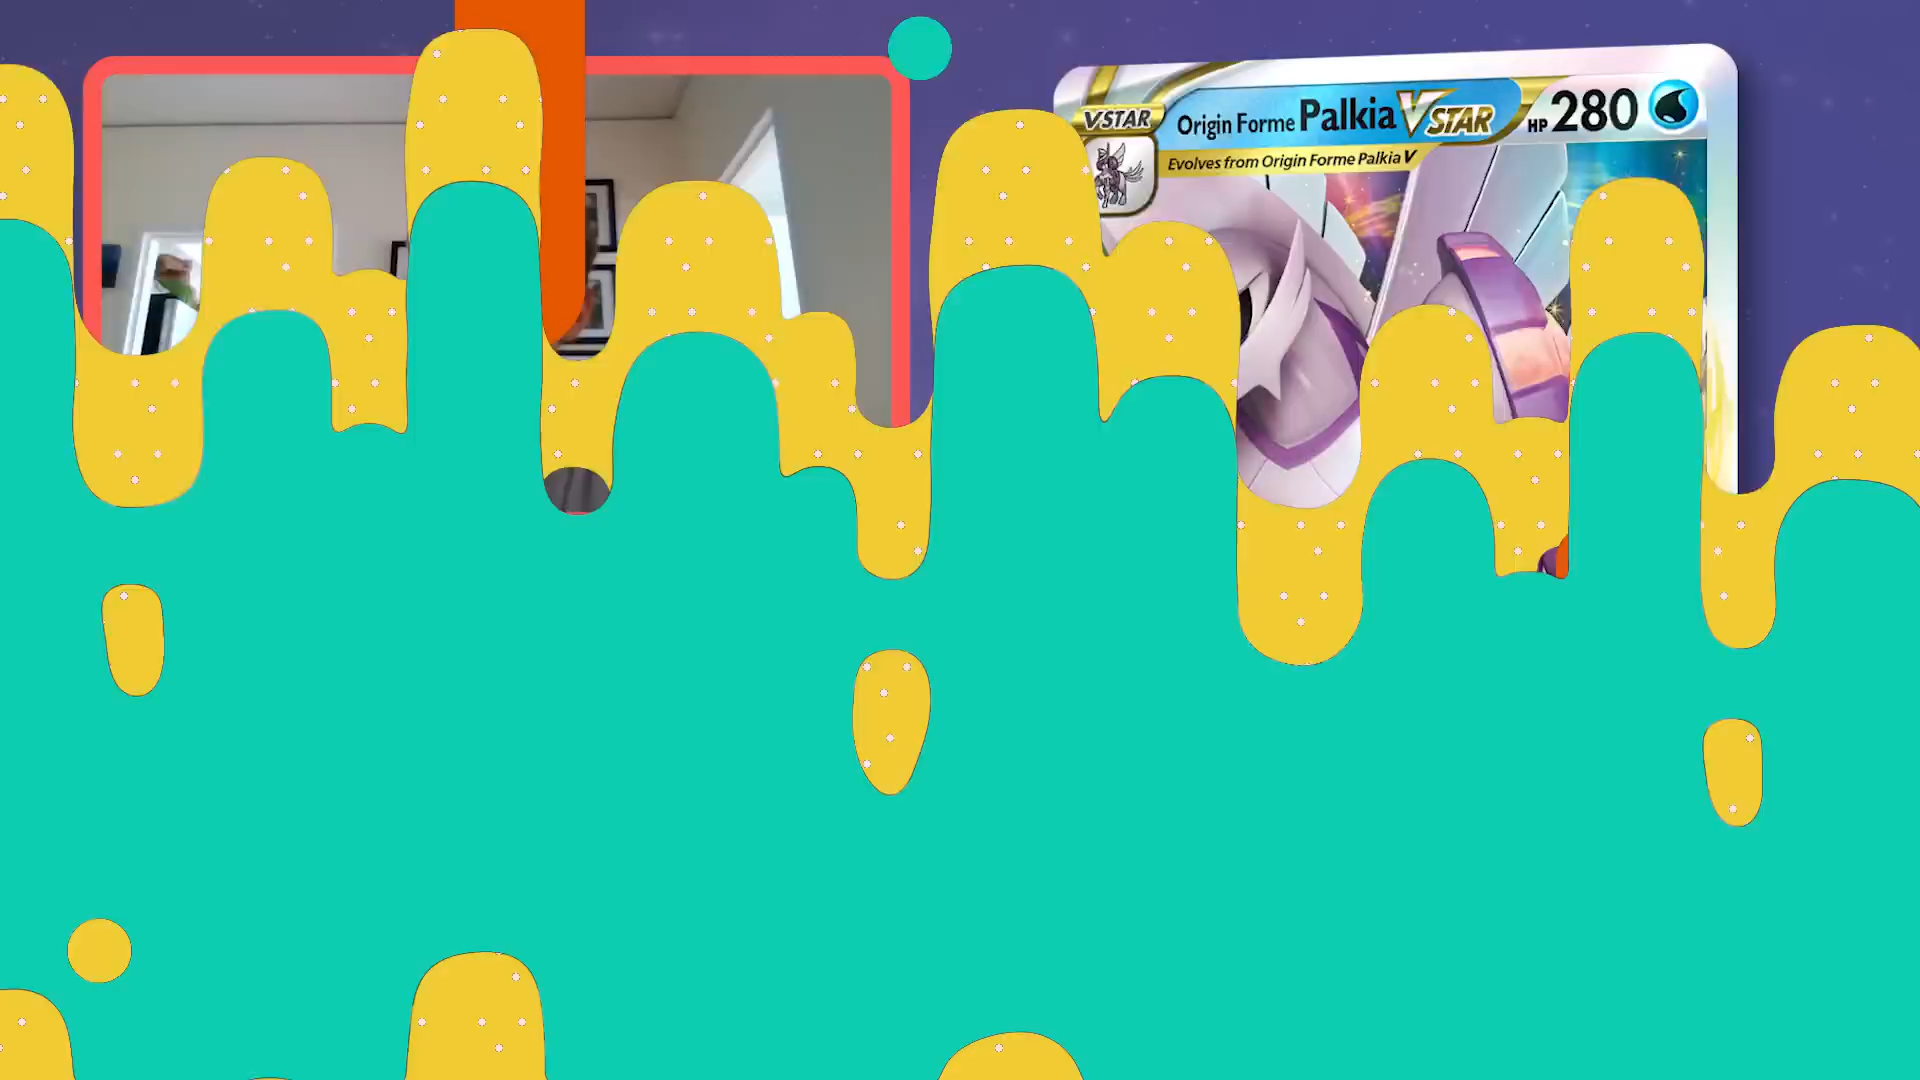 VSTAR
Origin Forme Palkia VSTAR HP 280
Evolves from Origin Forme Palkia V